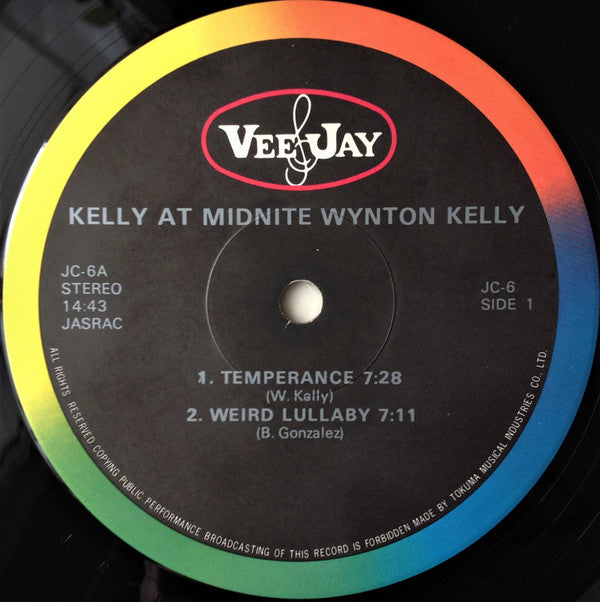 VEE JAY
KELLY AT MIDNITE WYNTON KELLY
JC-6A
STEREO
14:43
JASRAC
JC-6
SIDE 1
1. TEMPERANCE 7:28
(W. Kally)
2. WEIRD LULLABY 7:11
(B. Gonzalez)
ALL RIGHTS RESERVED COPYING PUBLIC PERFORMANCE BROADCASTING OF THIS RECORD IS FORBIDDEN MADE BY TOKUMA MUSICAL INDUSTRIES CO., LTD.